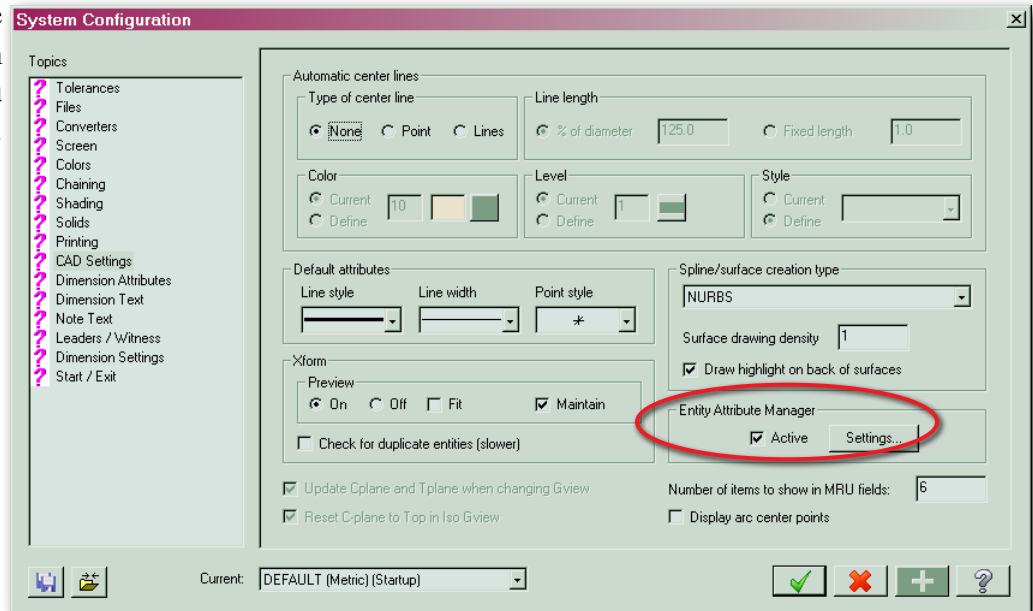 System Configuration
Topics
Tolerances
Files
Converters
Screen
Colors
Chaining
Shading
Solids
Printing
CAD Settings
Dimension Attributes
Dimension Text
Note Text
Leaders / Witness
Dimension Settings
Start / Exit
Automatic center lines
Type of center line
None Point Lines
Line length
% of diameter 125.0 Fixed length 1.0
Color
Current 10
Define
Level
Current 1
Define
Style
Current
Define
Default attributes
Line style Line width Point style
Spline/surface creation type
NURBS
Surface drawing density 1
Draw highlight on back of surfaces
Xform
Preview
On Off Fit Maintain
Check for duplicate entities (slower)
Entity Attribute Manager
Active Settings...
Update Cplane and Tplane when changing Gview
Reset C-plane to Top in Iso Gview
Number of items to show in MRU fields: 6
Display arc center points
Current: DEFAULT (Metric) (Startup)